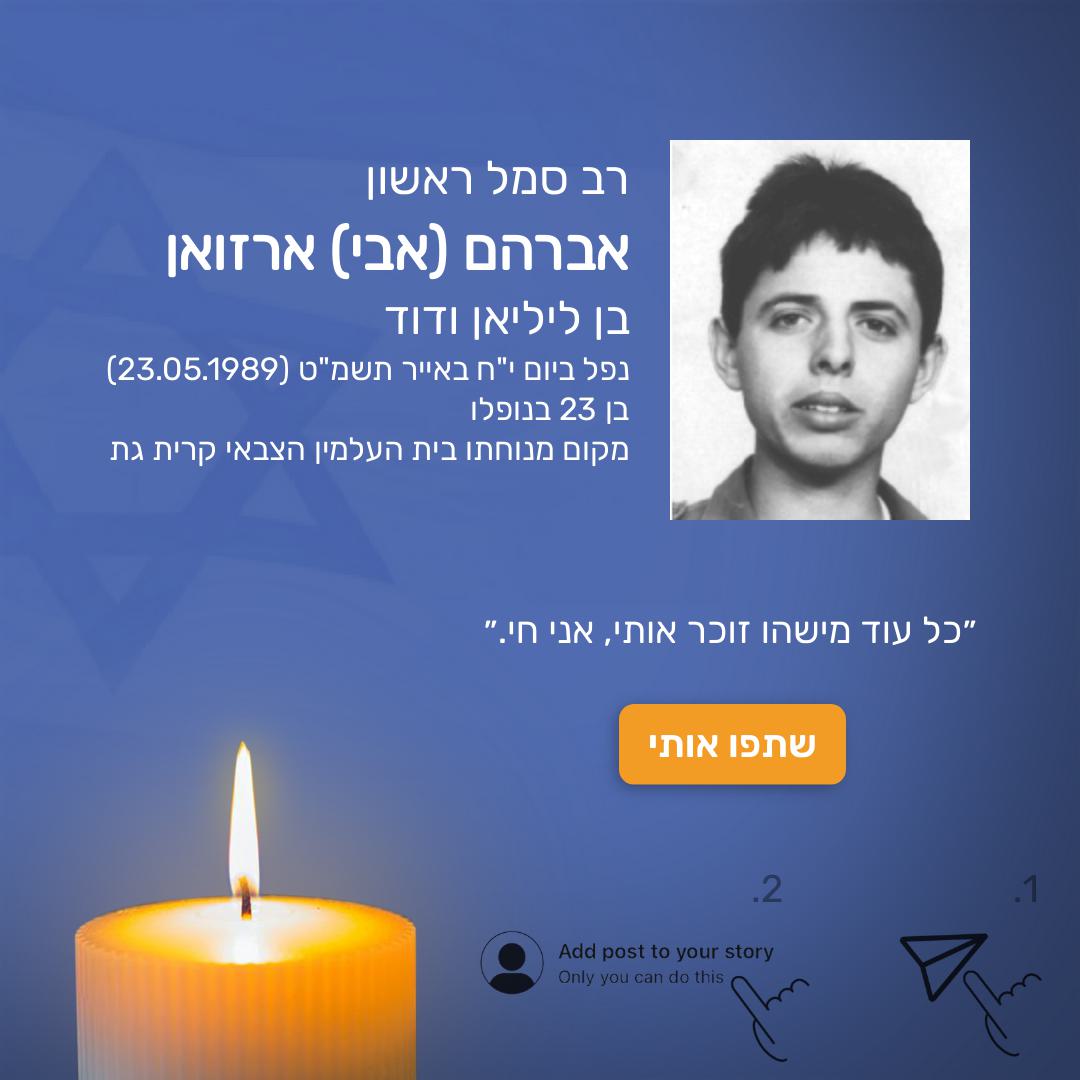 רב סמל ראשון
אברהם (אבי) ארזואן
בן ליליאן ודוד
נפל ביום י"ח באייר תשמ"ט (23.05.1989)
בן 23 בנופלו
מקום מנוחתו בית העלמין הצבאי קרית גת
״כל עוד מישהו זוכר אותי, אני חי.״
שתפו אותי
.1
.2
Add post to your story
Only you can do this